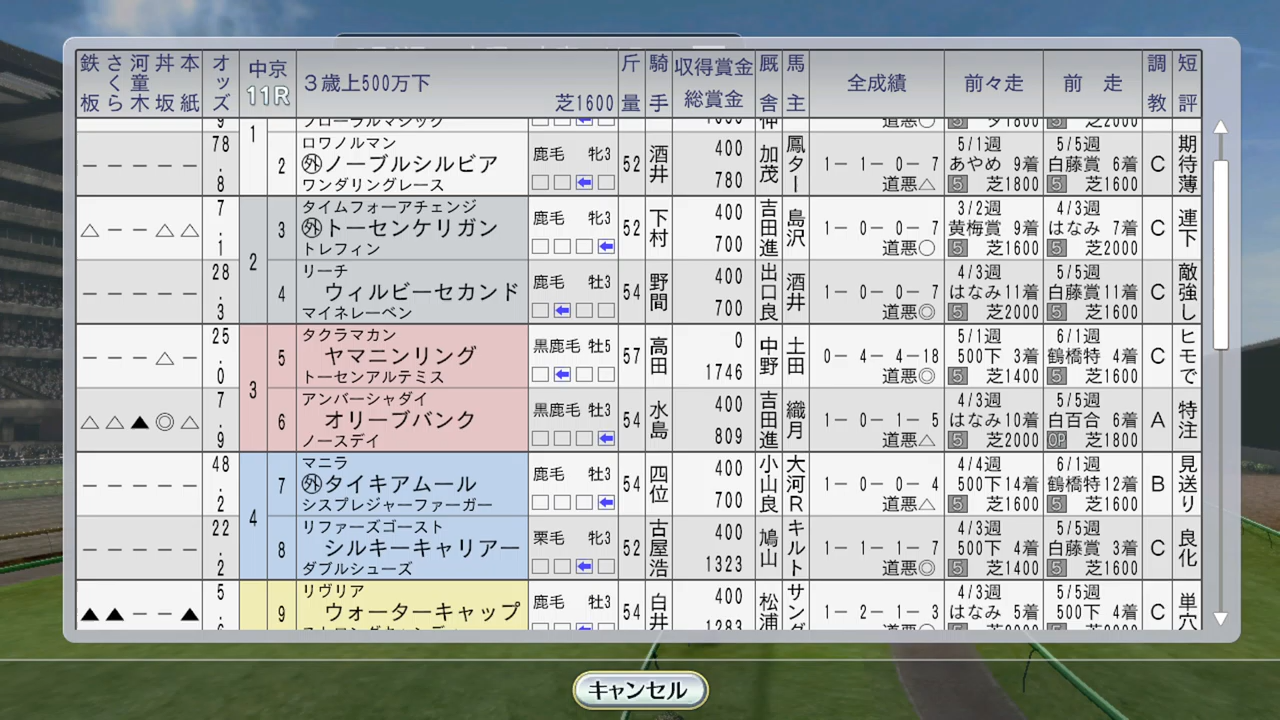 鉄板 さくら 河童木 丼坂 本紙 オッズ 中京 11R 3歳上500万下 芝1600 斤量 騎手 収得賞金 総賞金 厩舎 馬主 全成績 前々走 前 走 調教 短評
1
フローラルマジック
道悪○ 5 ダ1800 5 芝2000
ロワノルマン
－ － － － － 78.8 2 外 ノーブルシルビア 鹿毛 牝3 52 酒井 400 780 加茂 鳳ター 1－ 1－ 0－ 7 道悪△ 5/1週 あやめ 9着 5 芝1800 5/5週 白藤賞 6着 5 芝1600 C 期待薄
ワンダリングレース
タイムフォーアチェンジ
△ － － △ △ 7.1 2 3 外 トーセンケリガン 鹿毛 牝3 52 下村 400 700 吉田進 島沢 1－ 0－ 0－ 7 道悪○ 3/2週 黄梅賞 9着 5 芝1600 4/3週 はなみ 7着 5 芝2000 C 連下
トレフィン
リーチ
－ － － － － 28.3 4 ウィルビーセカンド 鹿毛 牡3 54 野間 400 700 出口良 酒井 1－ 0－ 0－ 7 道悪◎ 4/3週 はなみ11着 5 芝2000 5/5週 白藤賞11着 5 芝1600 C 敵強し
マイネレーベン
タクラマカン
－ － － △ － 25.0 3 5 ヤマニンリング 黒鹿毛 牡5 57 高田 0 1746 中野 土田 0－ 4－ 4－18 道悪◎ 5/1週 500下 3着 5 芝1400 6/1週 鶴橋特 4着 5 芝1600 C ヒモで
トーセンアルテミス
アンバーシャダイ
△ △ ▲ ◎ △ 7.9 6 オリーブバンク 黒鹿毛 牡3 54 水島 400 809 吉田進 織月 1－ 0－ 1－ 5 道悪△ 4/3週 はなみ10着 5 芝2000 5/5週 白百合 6着 OP 芝1800 A 特注
ノースデイ
マニラ
－ － － － － 48.2 4 7 外 タイキアムール 鹿毛 牡3 54 四位 400 700 小山良 大河R 1－ 0－ 0－ 4 道悪△ 4/4週 500下14着 5 芝1600 6/1週 鶴橋特12着 5 芝1600 B 見送り
シスプレジャーファーガー
リファーズゴースト
－ － － － － 22.2 8 シルキーキャリアー 栗毛 牝3 52 古屋浩 400 1323 鳩山 キルト 1－ 1－ 1－ 7 道悪◎ 4/3週 500下 4着 5 芝1400 5/5週 白藤賞 3着 5 芝1600 C 良化
ダブルシューズ
リヴリア
▲ ▲ － － ▲ 5. 9 ウォーターキャップ 鹿毛 牡3 54 白井 400 1283 松浦 サング 1－ 2－ 1－ 3 4/3週 はなみ 5着 5/5週 500下 4着 C 単穴
キャンセル